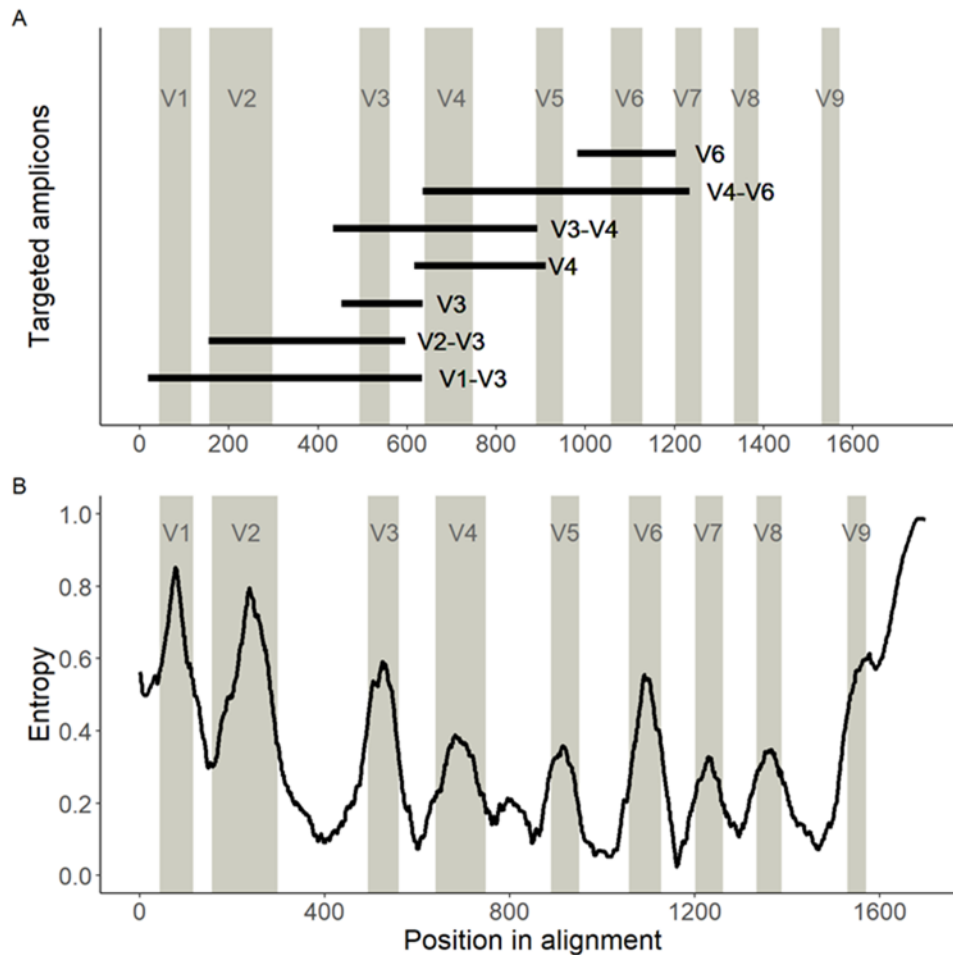 A
Targeted amplicons
V1 V2 V3 V4 V5 V6 V7 V8 V9
V6
V4-V6
V3-V4
V4
V3
V2-V3
V1-V3
0 200 400 600 800 1000 1200 1400 1600
B
Entropy
V1 V2 V3 V4 V5 V6 V7 V8 V9
1.0
0.8
0.6
0.4
0.2
0.0
0 400 800 1200 1600
Position in alignment